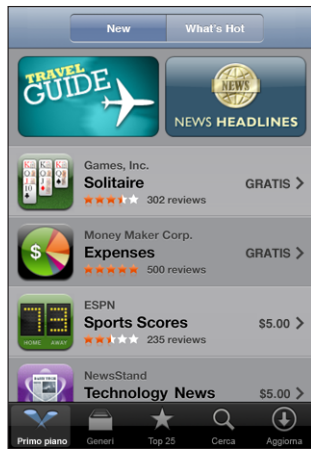 New What's Hot
TRAVEL
GUIDE
NEWS
NEWS HEADLINES
Games, Inc.
Solitaire
302 reviews
GRATIS
Money Maker Corp.
Expenses
500 reviews
GRATIS
ESPN
Sports Scores
235 reviews
$5.00
73
HOME AWAY
NewsStand
Technology News
$5.00
Primo piano Generi Top 25 Cerca Aggiorna